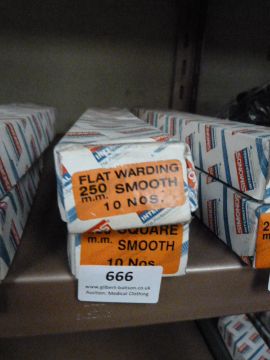 FLAT WARDING
250 SMOOTH
m.m. 10 Nos.
SQUARE
m.m. SMOOTH
10 Nos.
666
www.gilbert-baitson.co.uk
Auction: Medical Clothing